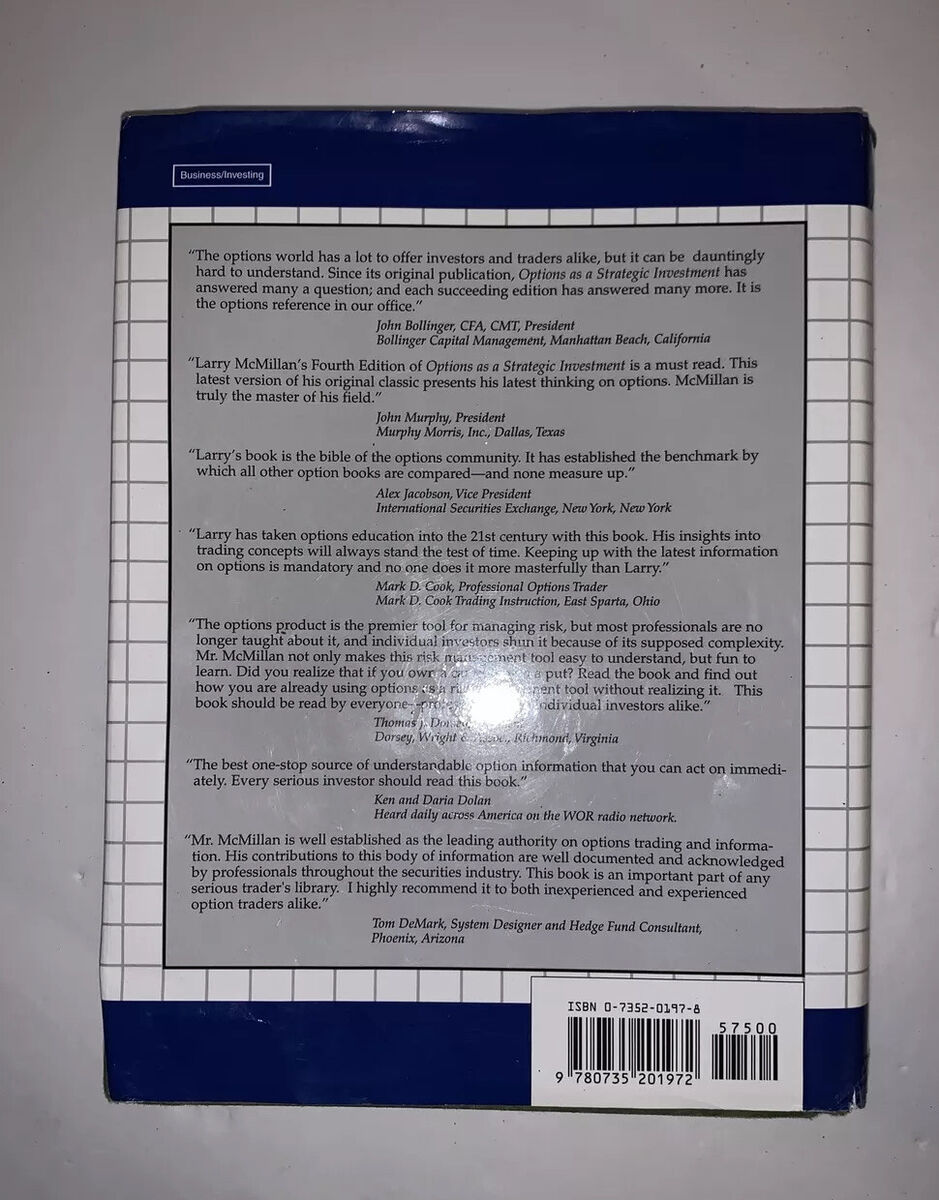 Business/Investing
“The options world has a lot to offer investors and traders alike, but it can be dauntingly
hard to understand. Since its original publication, Options as a Strategic Investment has
answered many a question; and each succeeding edition has answered many more. It is
the options reference in our office.”
John Bollinger, CFA, CMT, President
Bollinger Capital Management, Manhattan Beach, California
“Larry McMillan’s Fourth Edition of Options as a Strategic Investment is a must read. This
latest version of his original classic presents his latest thinking on options. McMillan is
truly the master of his field.”
John Murphy, President
Murphy Morris, Inc., Dallas, Texas
“Larry’s book is the bible of the options community. It has established the benchmark by
which all other option books are compared—and none measure up.”
Alex Jacobson, Vice President
International Securities Exchange, New York, New York
“Larry has taken options education into the 21st century with this book. His insights into
trading concepts will always stand the test of time. Keeping up with the latest information
on options is mandatory and no one does it more masterfully than Larry.”
Mark D. Cook, Professional Options Trader
Mark D. Cook Trading Instruction, East Sparta, Ohio
“The options product is the premier tool for managing risk, but most professionals are no
longer taught about it, and individual investors shun it because of its supposed complexity.
Mr. McMillan not only makes this risk management tool easy to understand, but fun to
learn. Did you realize that if you own a put? Read the book and find out
how you are already using options as a tool without realizing it. This
book should be read by everyone individual investors alike.”
Thomas J.
Dorsey, Wright & Richmond, Virginia
“The best one-stop source of understandable option information that you can act on immedi-
ately. Every serious investor should read this book.”
Ken and Daria Dolan
Heard daily across America on the WOR radio network.
“Mr. McMillan is well established as the leading authority on options trading and informa-
tion. His contributions to this body of information are well documented and acknowledged
by professionals throughout the securities industry. This book is an important part of any
serious trader's library. I highly recommend it to both inexperienced and experienced
option traders alike.”
Tom DeMark, System Designer and Hedge Fund Consultant,
Phoenix, Arizona
ISBN 0-7352-0197-8
57500
9 780735 201972